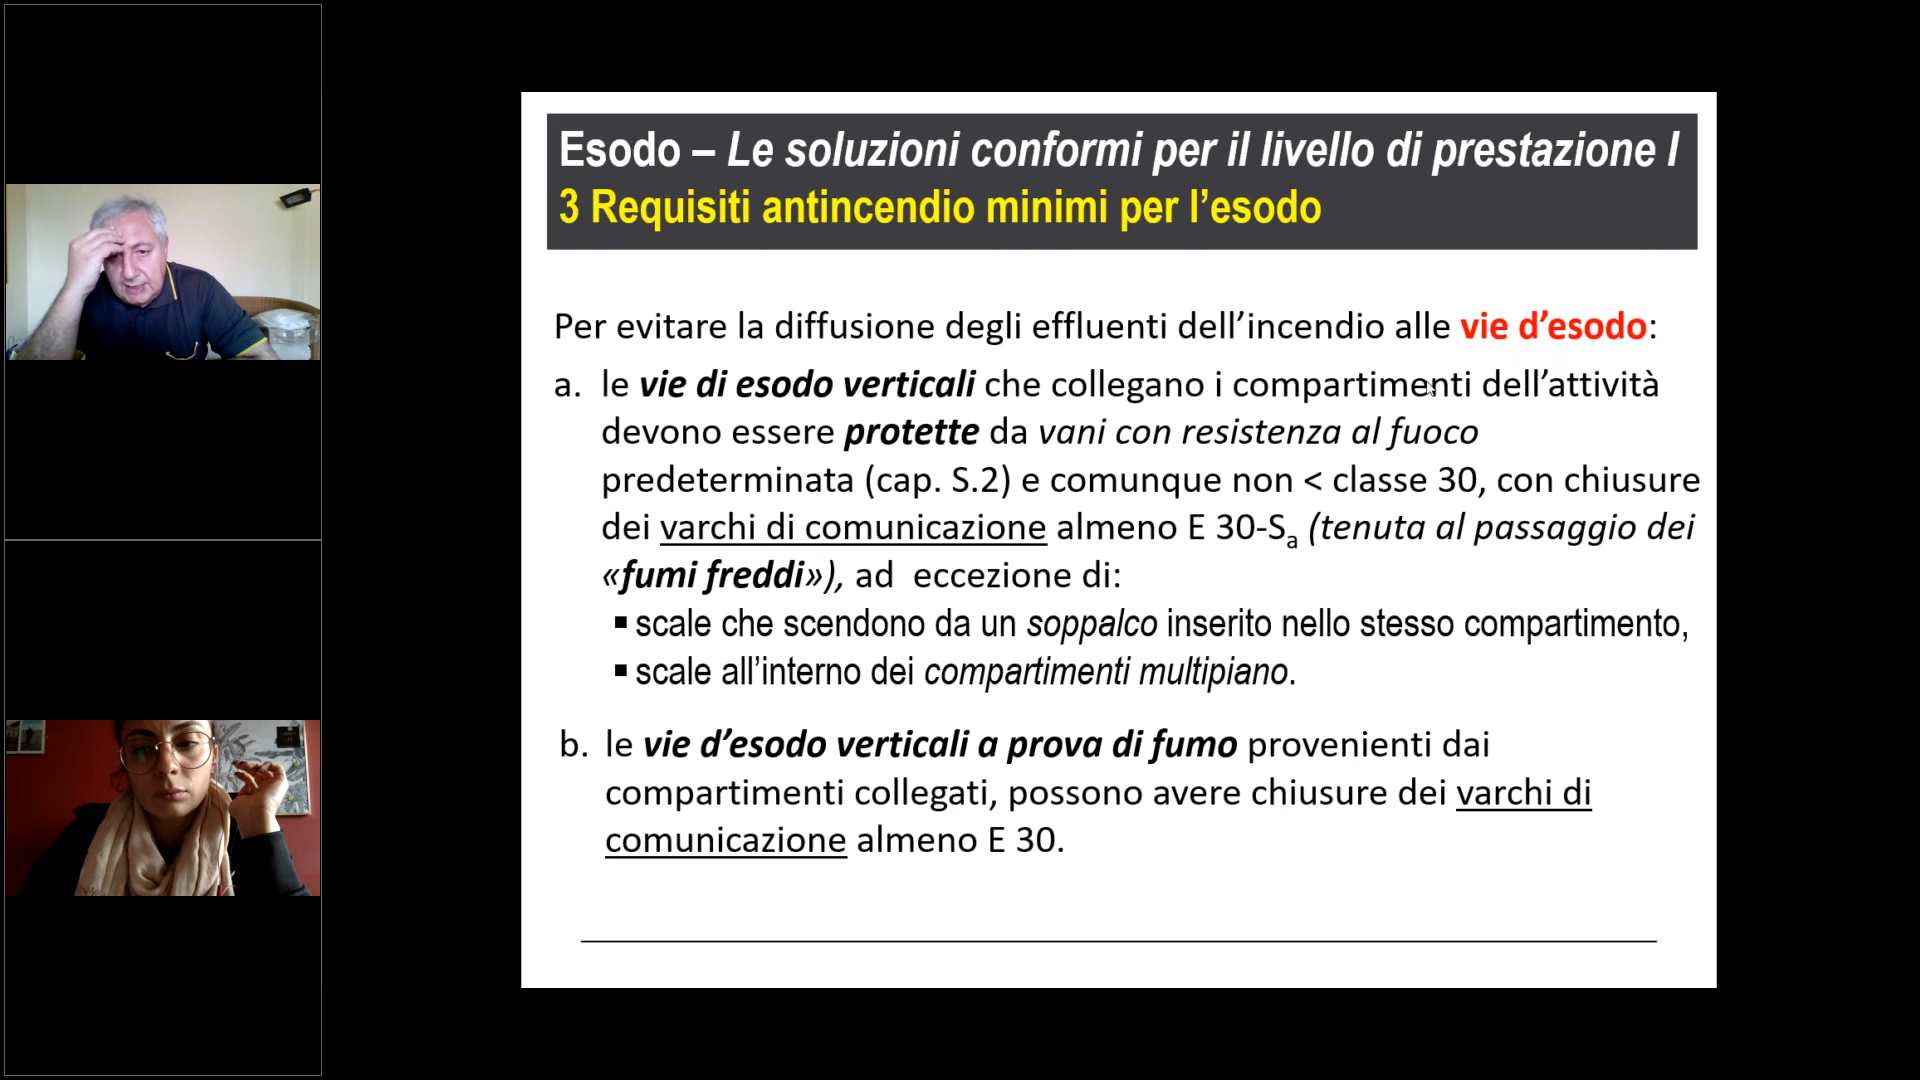 Esodo – Le soluzioni conformi per il livello di prestazione I
3 Requisiti antincendio minimi per l’esodo
Per evitare la diffusione degli effluenti dell’incendio alle vie d’esodo:
a. le vie di esodo verticali che collegano i compartimenti dell’attività
devono essere protette da vani con resistenza al fuoco
predeterminata (cap. S.2) e comunque non < classe 30, con chiusure
dei varchi di comunicazione almeno E 30-Sa (tenuta al passaggio dei
«fumi freddi»), ad eccezione di:
▪ scale che scendono da un soppalco inserito nello stesso compartimento,
▪ scale all’interno dei compartimenti multipiano.
b. le vie d’esodo verticali a prova di fumo provenienti dai
compartimenti collegati, possono avere chiusure dei varchi di
comunicazione almeno E 30.